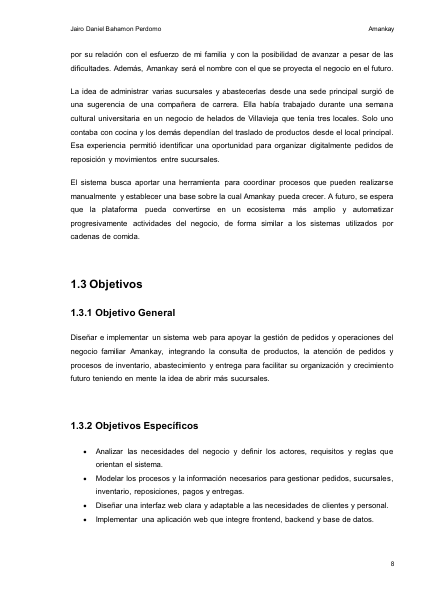 Jairo Daniel Bahamon Perdomo Amankay
por su relación con el esfuerzo de mi familia y con la posibilidad de avanzar a pesar de las
dificultades. Además, Amankay será el nombre con el que se proyecta el negocio en el futuro.
La idea de administrar varias sucursales y abastecerlas desde una sede principal surgió de
una sugerencia de una compañera de carrera. Ella había trabajado durante una semana
cultural universitaria en un negocio de helados de Villavieja que tenía tres locales. Solo uno
contaba con cocina y los demás dependían del traslado de productos desde el local principal.
Esa experiencia permitió identificar una oportunidad para organizar digitalmente pedidos de
reposición y movimientos entre sucursales.
El sistema busca aportar una herramienta para coordinar procesos que pueden realizarse
manualmente y establecer una base sobre la cual Amankay pueda crecer. A futuro, se espera
que la plataforma pueda convertirse en un ecosistema más amplio y automatizar
progresivamente actividades del negocio, de forma similar a los sistemas utilizados por
cadenas de comida.
1.3 Objetivos
1.3.1 Objetivo General
Diseñar e implementar un sistema web para apoyar la gestión de pedidos y operaciones del
negocio familiar Amankay, integrando la consulta de productos, la atención de pedidos y
procesos de inventario, abastecimiento y entrega para facilitar su organización y crecimiento
futuro teniendo en mente la idea de abrir más sucursales.
1.3.2 Objetivos Específicos
• Analizar las necesidades del negocio y definir los actores, requisitos y reglas que
orientan el sistema.
• Modelar los procesos y la información necesarios para gestionar pedidos, sucursales,
inventario, reposiciones, pagos y entregas.
• Diseñar una interfaz web clara y adaptable a las necesidades de clientes y personal.
• Implementar una aplicación web que integre frontend, backend y base de datos.
8